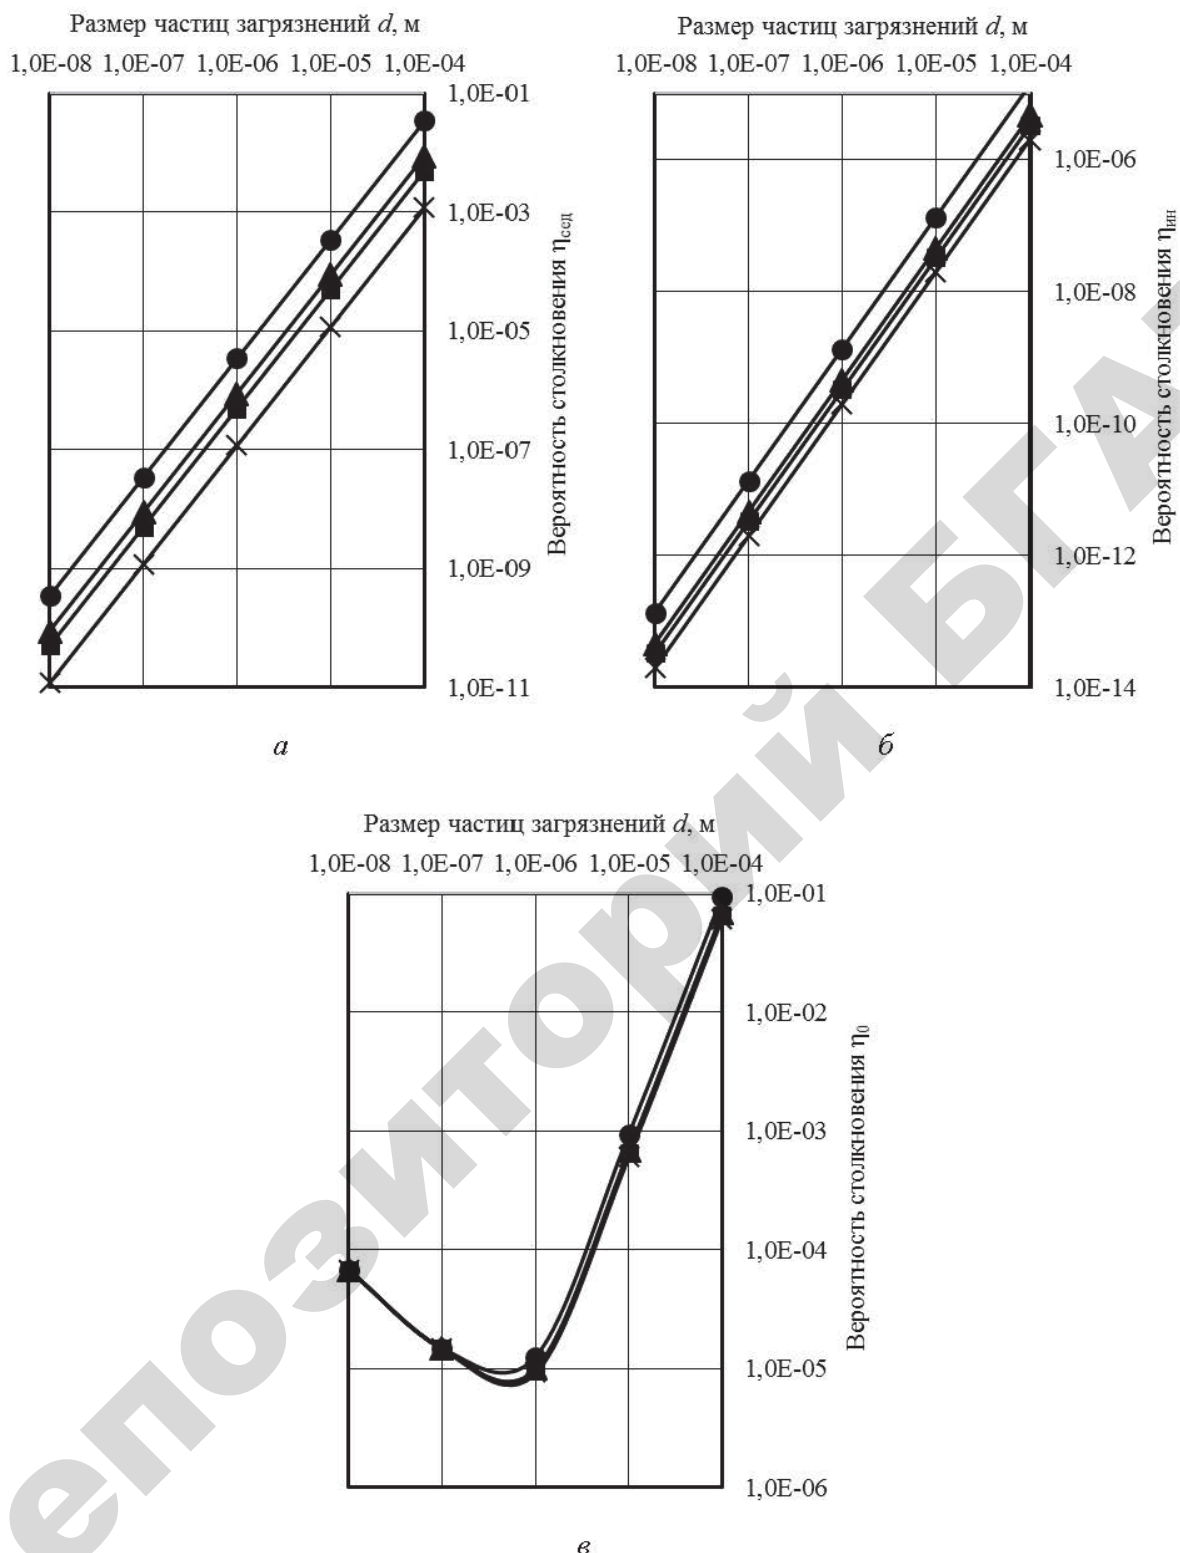 Размер частиц загрязнений d, м
1,0E-08 1,0E-07 1,0E-06 1,0E-05 1,0E-04
1,0E-01
1,0E-03
1,0E-05
1,0E-07
1,0E-09
1,0E-11
Вероятность столкновения ηсед
а
Размер частиц загрязнений d, м
1,0E-08 1,0E-07 1,0E-06 1,0E-05 1,0E-04
1,0E-06
1,0E-08
1,0E-10
1,0E-12
1,0E-14
Вероятность столкновения ηин
б
Размер частиц загрязнений d, м
1,0E-08 1,0E-07 1,0E-06 1,0E-05 1,0E-04
1,0E-01
1,0E-02
1,0E-03
1,0E-04
1,0E-05
1,0E-06
Вероятность столкновения η0
в
епозиторий БГА